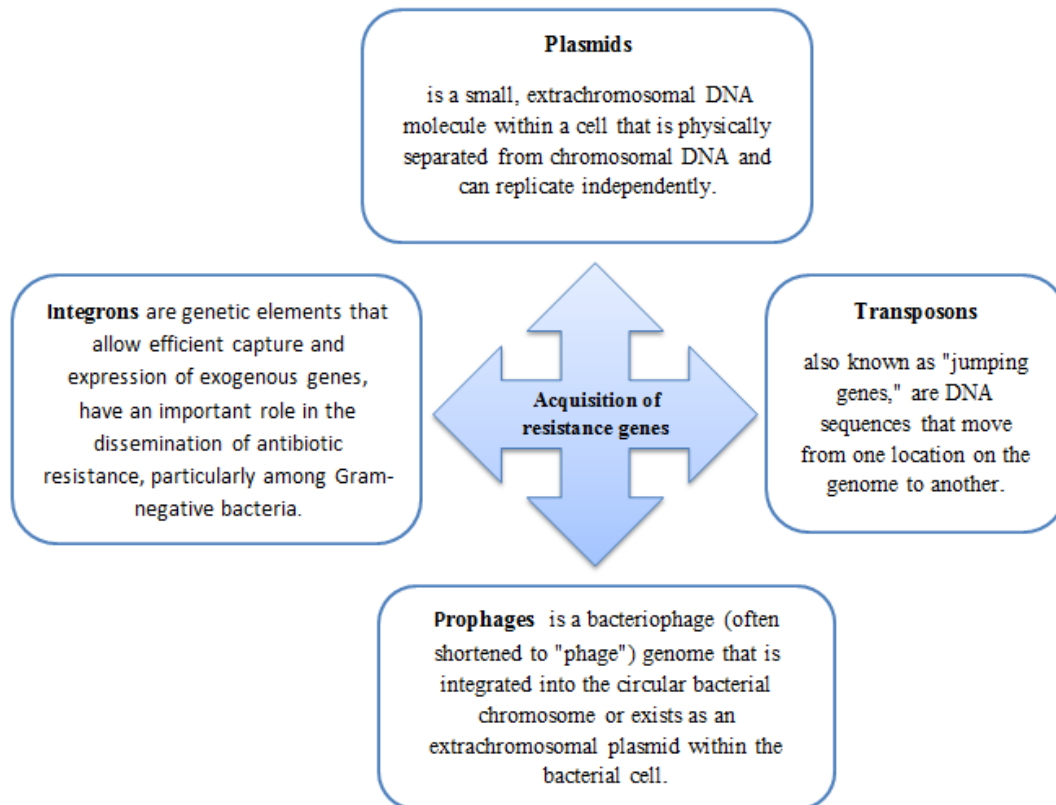 Plasmids
is a small, extrachromosomal DNA
molecule within a cell that is physically
separated from chromosomal DNA and
can replicate independently.
Integrons are genetic elements that
allow efficient capture and
expression of exogenous genes,
have an important role in the
dissemination of antibiotic
resistance, particularly among Gram-
negative bacteria.
Acquisition of
resistance genes
Transposons
also known as "jumping
genes," are DNA
sequences that move
from one location on the
genome to another.
Prophages is a bacteriophage (often
shortened to "phage") genome that is
integrated into the circular bacterial
chromosome or exists as an
extrachromosomal plasmid within the
bacterial cell.